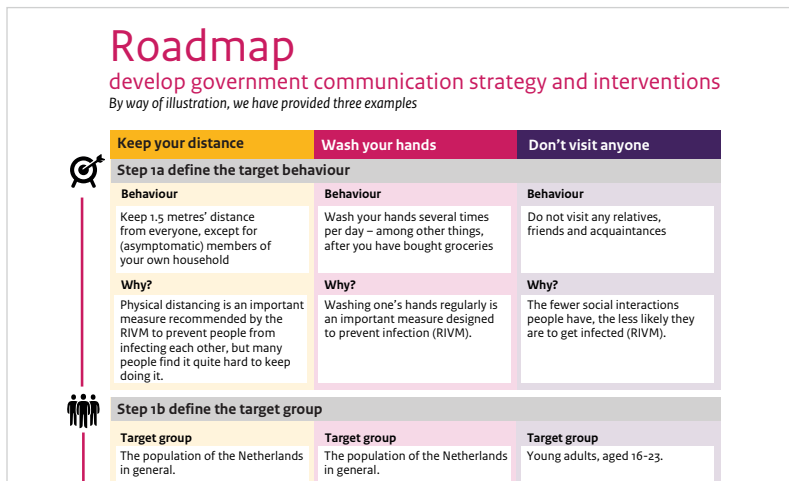 Roadmap
develop government communication strategy and interventions
By way of illustration, we have provided three examples
Keep your distance
Wash your hands
Don't visit anyone
Step 1a define the target behaviour
Behaviour
Keep 1.5 metres' distance
from everyone, except for
(asymptomatic) members of
your own household
Behaviour
Wash your hands several times
per day – among other things,
after you have bought groceries
Behaviour
Do not visit any relatives,
friends and acquaintances
Why?
Physical distancing is an important
measure recommended by the
RIVM to prevent people from
infecting each other, but many
people find it quite hard to keep
doing it.
Why?
Washing one's hands regularly is
an important measure designed
to prevent infection (RIVM).
Why?
The fewer social interactions
people have, the less likely they
are to get infected (RIVM).
Step 1b define the target group
Target group
The population of the Netherlands
in general.
Target group
The population of the Netherlands
in general.
Target group
Young adults, aged 16-23.